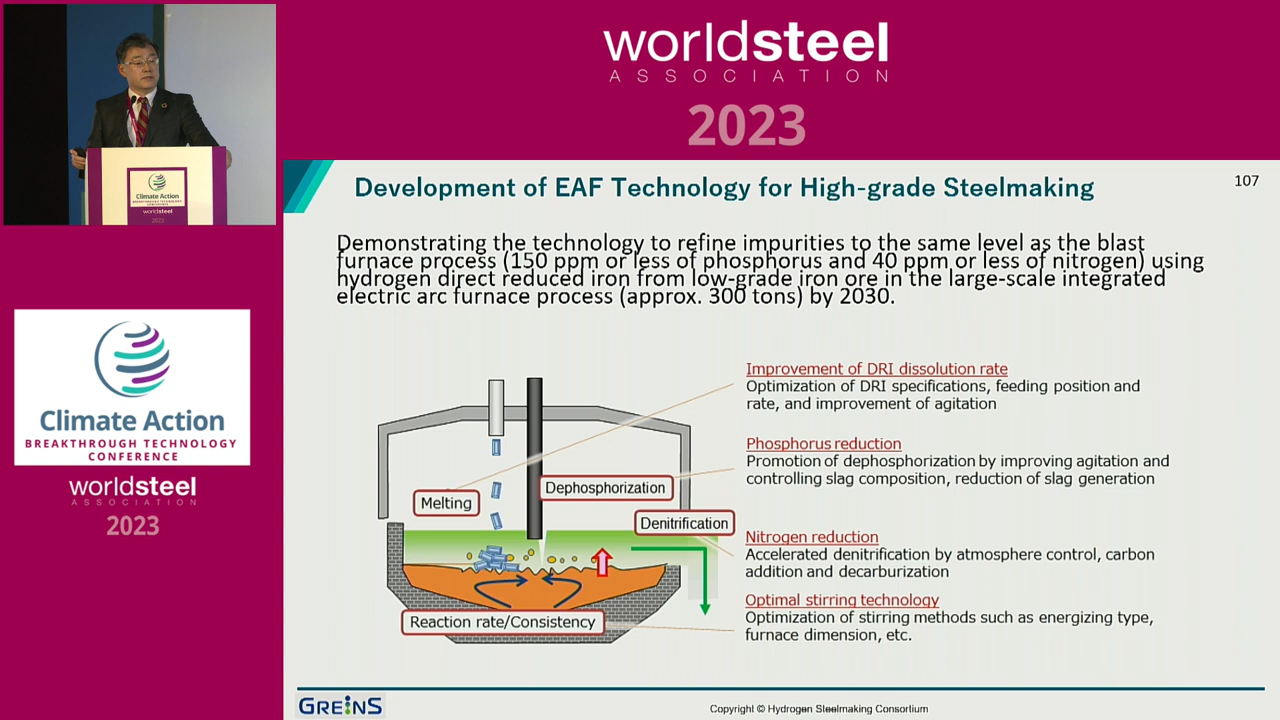 worldsteel
ASSOCIATION
2023
Development of EAF Technology for High-grade Steelmaking
107
Demonstrating the technology to refine impurities to the same level as the blast
furnace process (150 ppm or less of phosphorus and 40 ppm or less of nitrogen) using
hydrogen direct reduced iron from low-grade iron ore in the large-scale integrated
electric arc furnace process (approx. 300 tons) by 2030.
Improvement of DRI dissolution rate
Optimization of DRI specifications, feeding position and
rate, and improvement of agitation
Phosphorus reduction
Promotion of dephosphorization by improving agitation and
controlling slag composition, reduction of slag generation
Nitrogen reduction
Accelerated denitrification by atmosphere control, carbon
addition and decarburization
Optimal stirring technology
Optimization of stirring methods such as energizing type,
furnace dimension, etc.
Melting
Dephosphorization
Denitrification
Reaction rate/Consistency
GREINS
Copyright © Hydrogen Steelmaking Consortium
Climate Action
BREAKTHROUGH TECHNOLOGY
CONFERENCE
worldsteel
ASSOCIATION
2023
Climate Action
BREAKTHROUGH TECHNOLOGY
CONFERENCE
worldsteel
2023